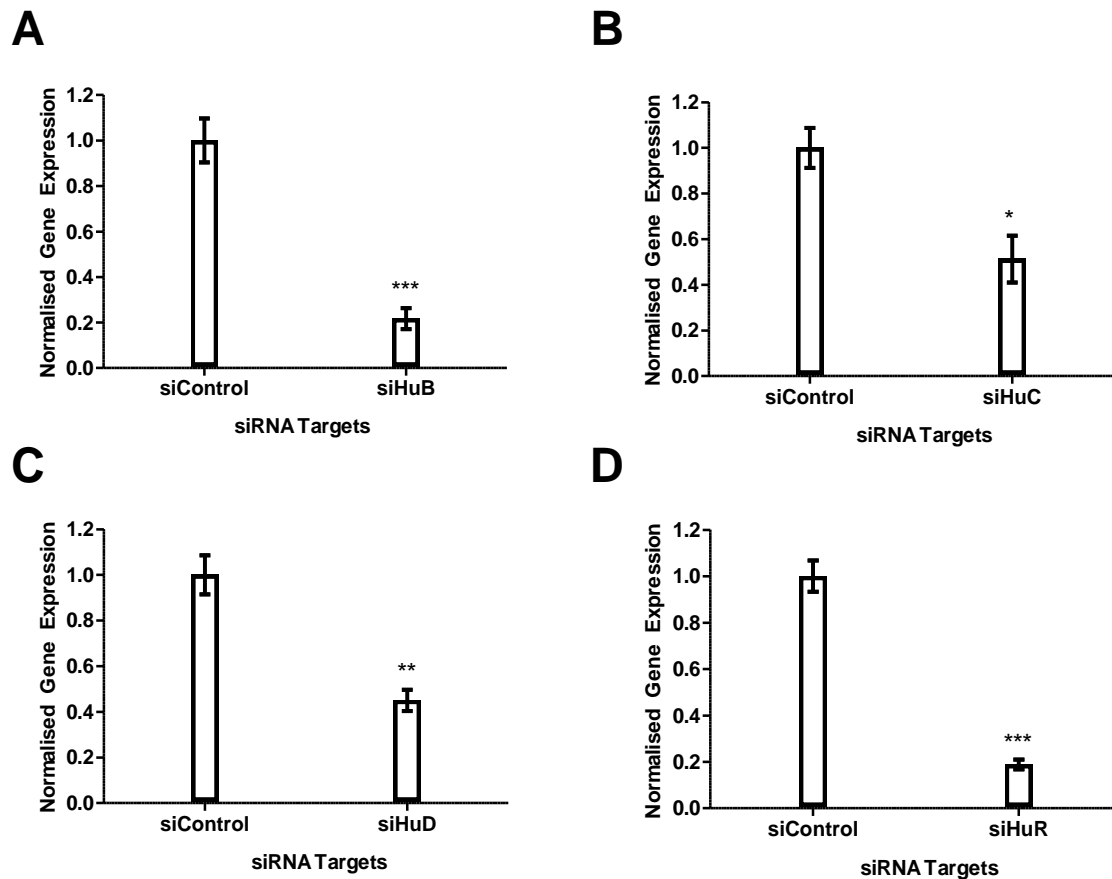 A
Normalised Gene Expression
1.2
1.0
0.8
0.6
0.4
0.2
0.0
***
siControl siHuB
siRNA Targets
B
Normalised Gene Expression
1.2
1.0
0.8
0.6
0.4
0.2
0.0
*
siControl siHuC
siRNA Targets
C
Normalised Gene Expression
1.2
1.0
0.8
0.6
0.4
0.2
0.0
**
siControl siHuD
siRNA Targets
D
Normalised Gene Expression
1.2
1.0
0.8
0.6
0.4
0.2
0.0
***
siControl siHuR
siRNA Targets